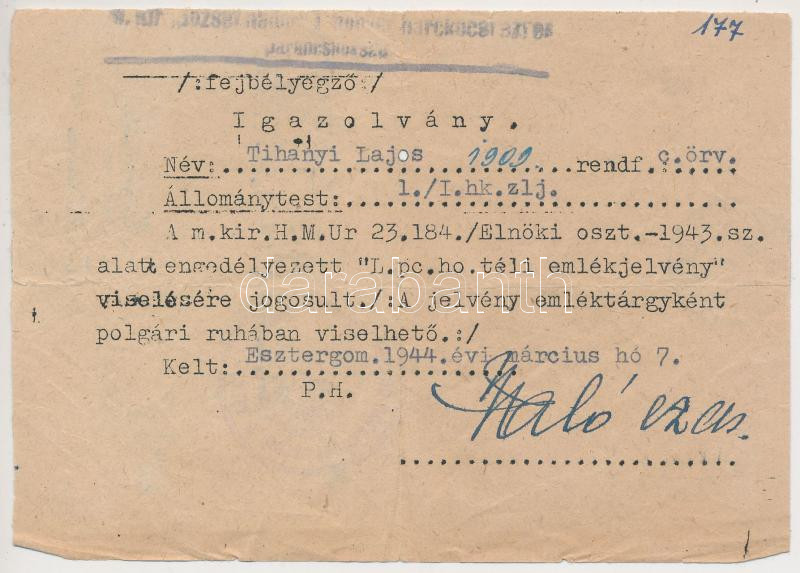 177
/:fejbélyegző:/
Igazolvány.
Név: Tihanyi Lajos 1909. rendf. c.örv.
Állománytest: 1./I.hk.zlj.
A m.kir.H.M.Ur 23.184./Elnöki oszt.-1943.sz.
alatt engedélyezett "L.pc.ho.téli emlékjelvény"
viselésére jogosult./:A jelvény emléktárgyként
polgári ruhában viselhető.:/
Kelt: Esztergom.1944.évi március hó 7.
P.H.
darabanth